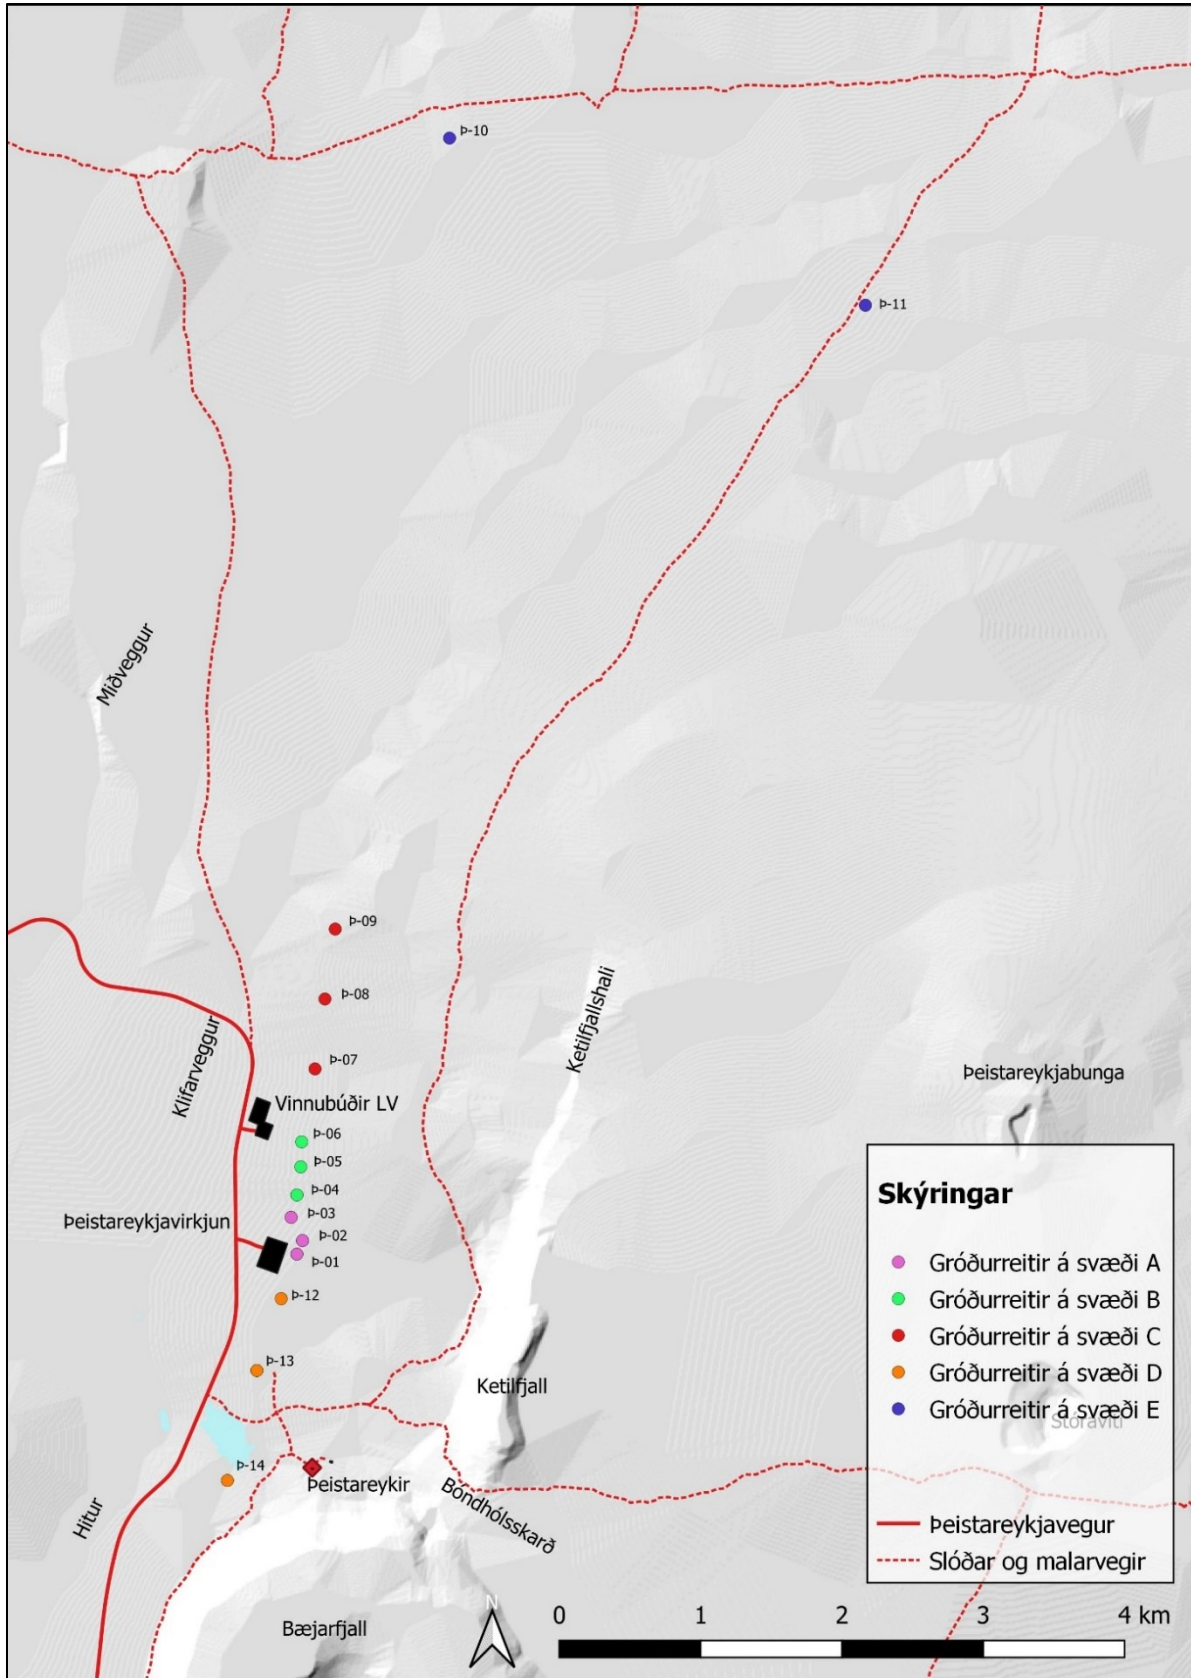 Þ-10
Þ-11
Miðveggur
Þ-09
Þ-08
Ketilfjallshali
Klifarveggur
Þ-07
Þeistareykjabunga
Vinnubúðir LV
Þ-06
Þ-05
Þ-04
Þ-03
Þeistareykjavirkjun
Þ-02
Þ-01
Þ-12
Þ-13
Ketilfjall
Stóravíti
Þ-14
Þeistareykir
Bóndhólsskarð
Hitur
Bæjarfjall
Skýringar
Gróðurreitir á svæði A
Gróðurreitir á svæði B
Gróðurreitir á svæði C
Gróðurreitir á svæði D
Gróðurreitir á svæði E
Þeistareykjavegur
Slóðar og malarvegir
N
0 1 2 3 4 km